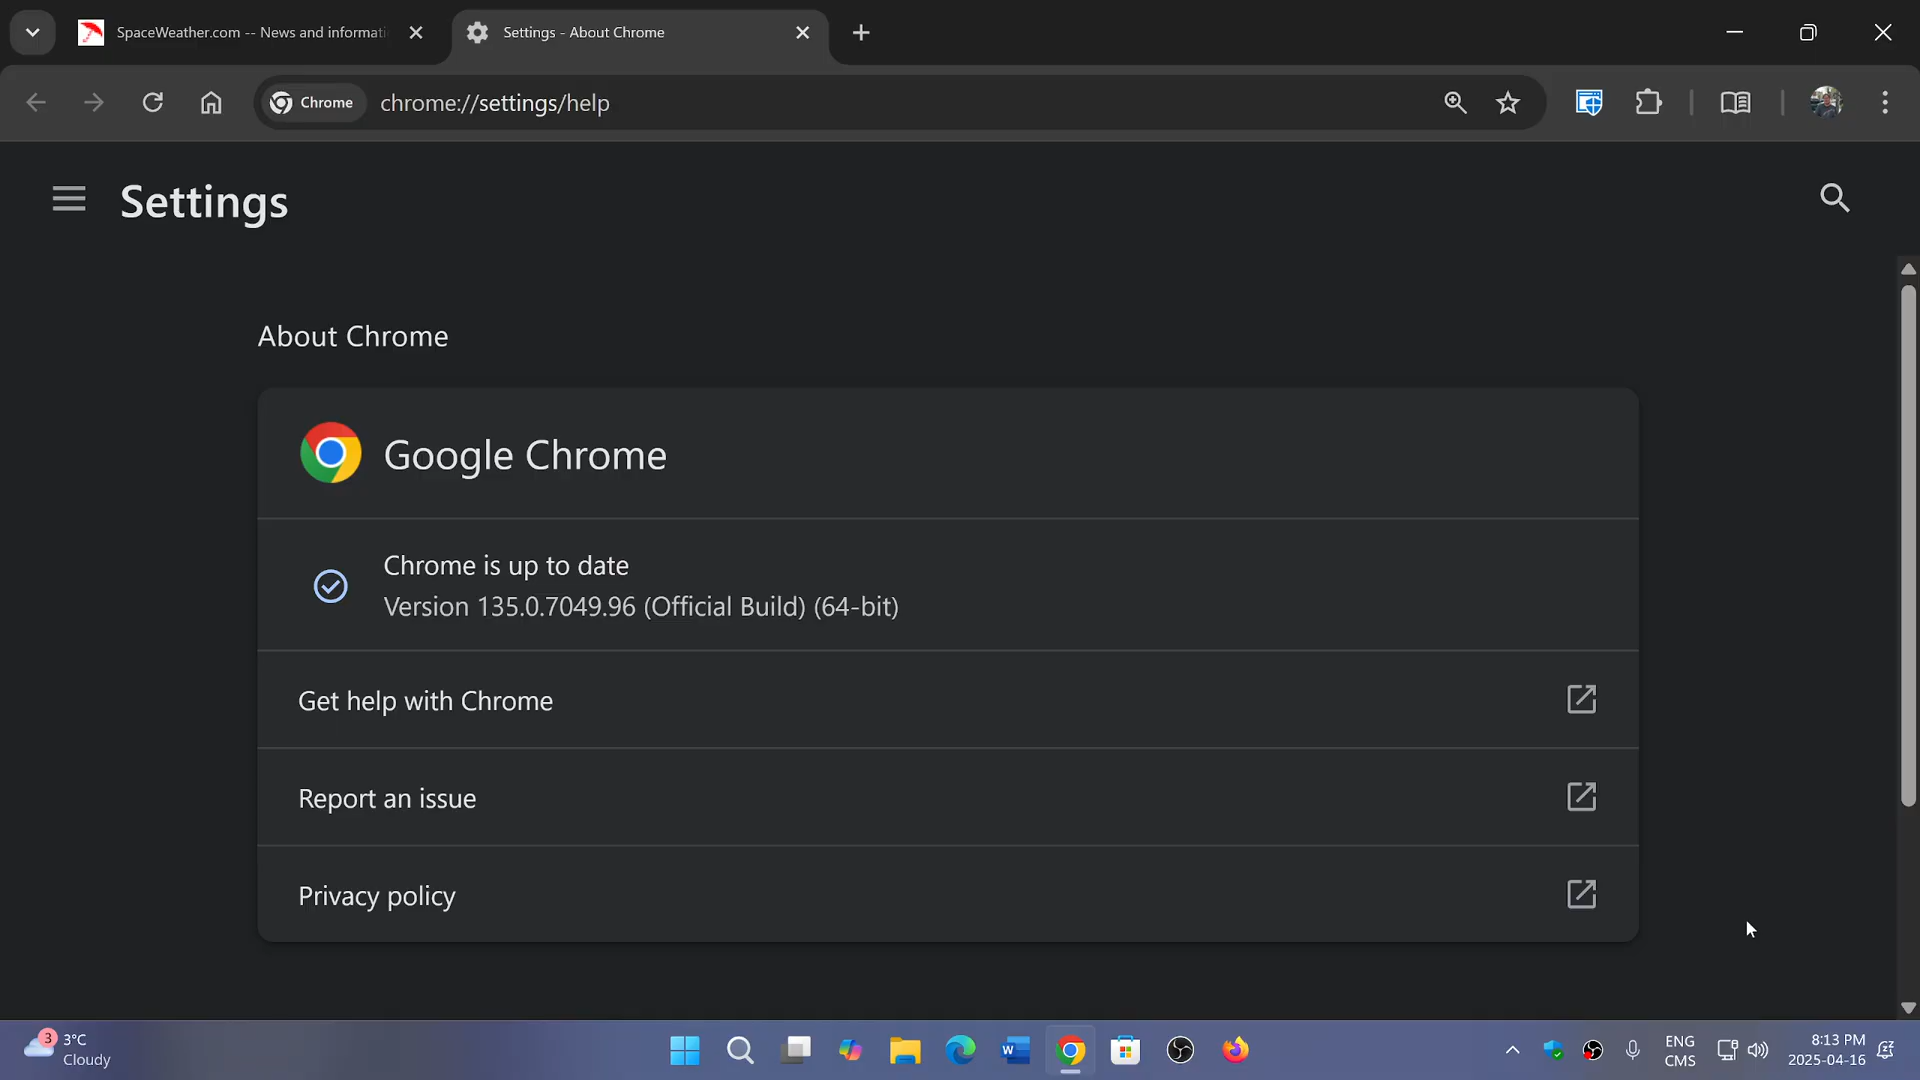 SpaceWeather.com -- News and informati
Settings - About Chrome
Chrome
chrome://settings/help
Settings
About Chrome
Google Chrome
Chrome is up to date
Version 135.0.7049.96 (Official Build) (64-bit)
Get help with Chrome
Report an issue
Privacy policy
3
3°C
Cloudy
W
ENG
CMS
8:13 PM
2025-04-16